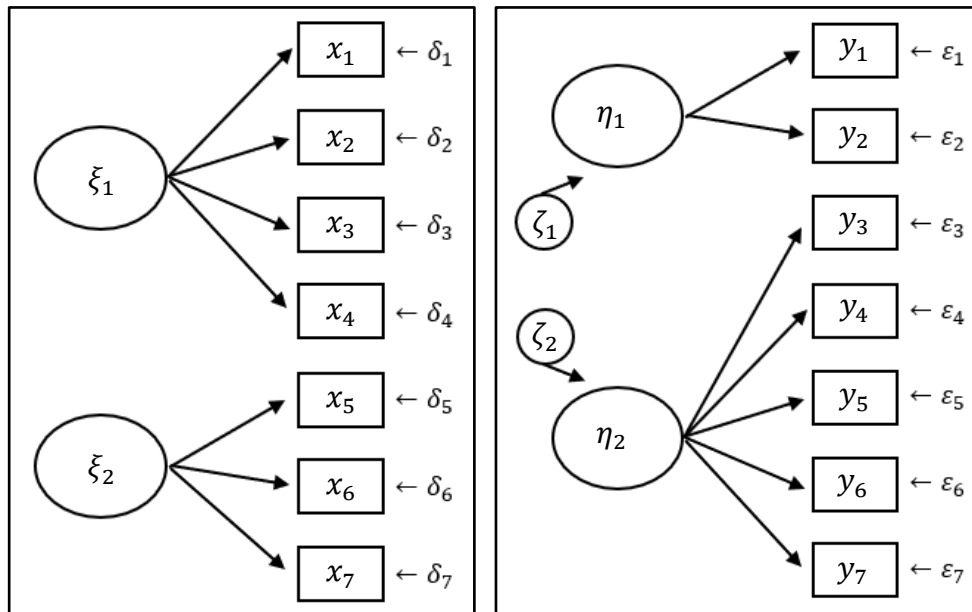 ξ₁
x₁ ← δ₁
x₂ ← δ₂
x₃ ← δ₃
x₄ ← δ₄
ξ₂
x₅ ← δ₅
x₆ ← δ₆
x₇ ← δ₇
η₁
ζ₁
y₁ ← ε₁
y₂ ← ε₂
ζ₂
η₂
y₃ ← ε₃
y₄ ← ε₄
y₅ ← ε₅
y₆ ← ε₆
y₇ ← ε₇